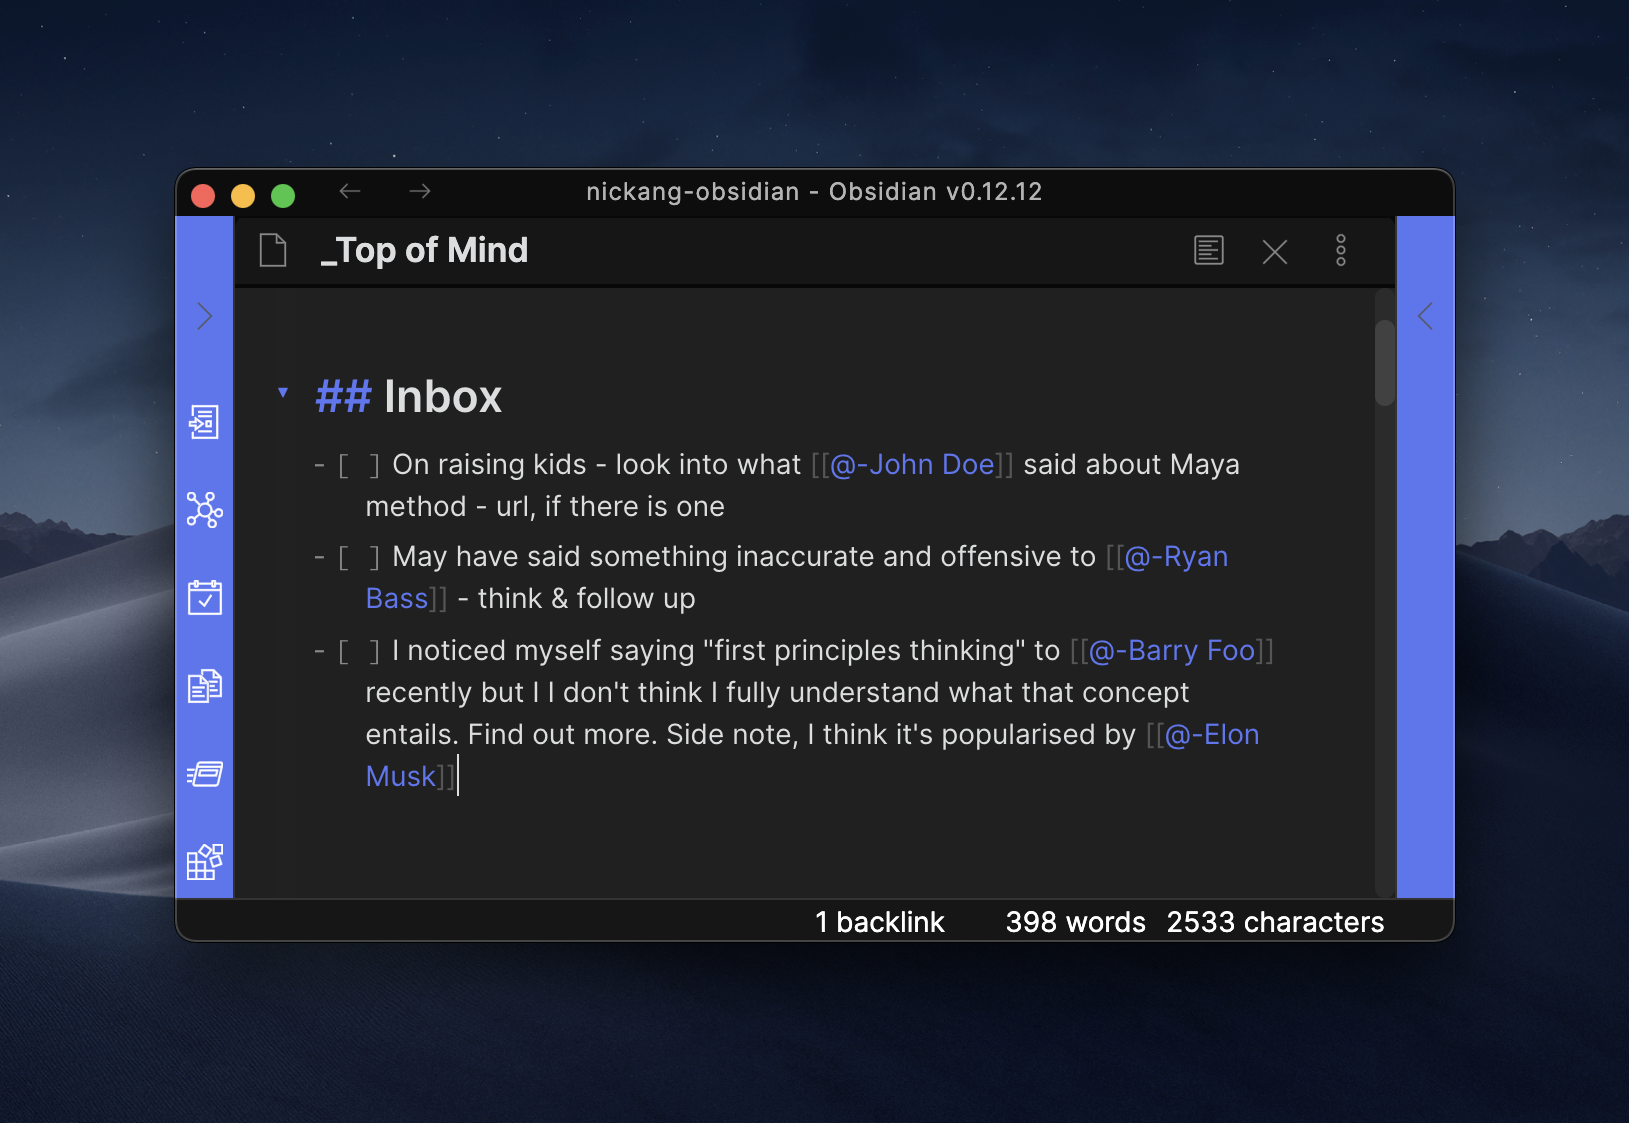 nickang-obsidian - Obsidian v0.12.12
_Top of Mind
## Inbox
- [ ] On raising kids - look into what [[@-John Doe]] said about Maya
method - url, if there is one
- [ ] May have said something inaccurate and offensive to [[@-Ryan
Bass]] - think & follow up
- [ ] I noticed myself saying "first principles thinking" to [[@-Barry Foo]]
recently but I I don't think I fully understand what that concept
entails. Find out more. Side note, I think it's popularised by [[@-Elon
Musk]]
1 backlink 398 words 2533 characters